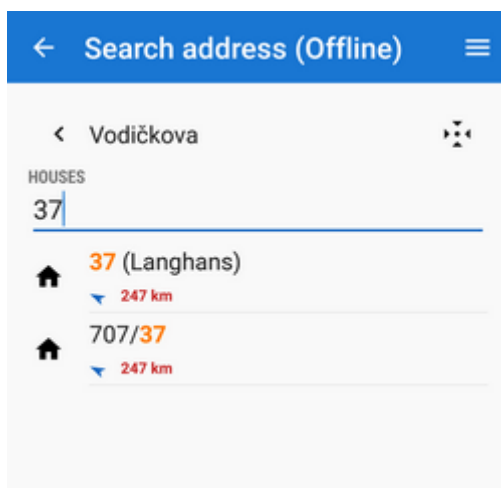 Search address (Offline)
Vodičkova
HOUSES
37
37 (Langhans)
247 km
707/37
247 km